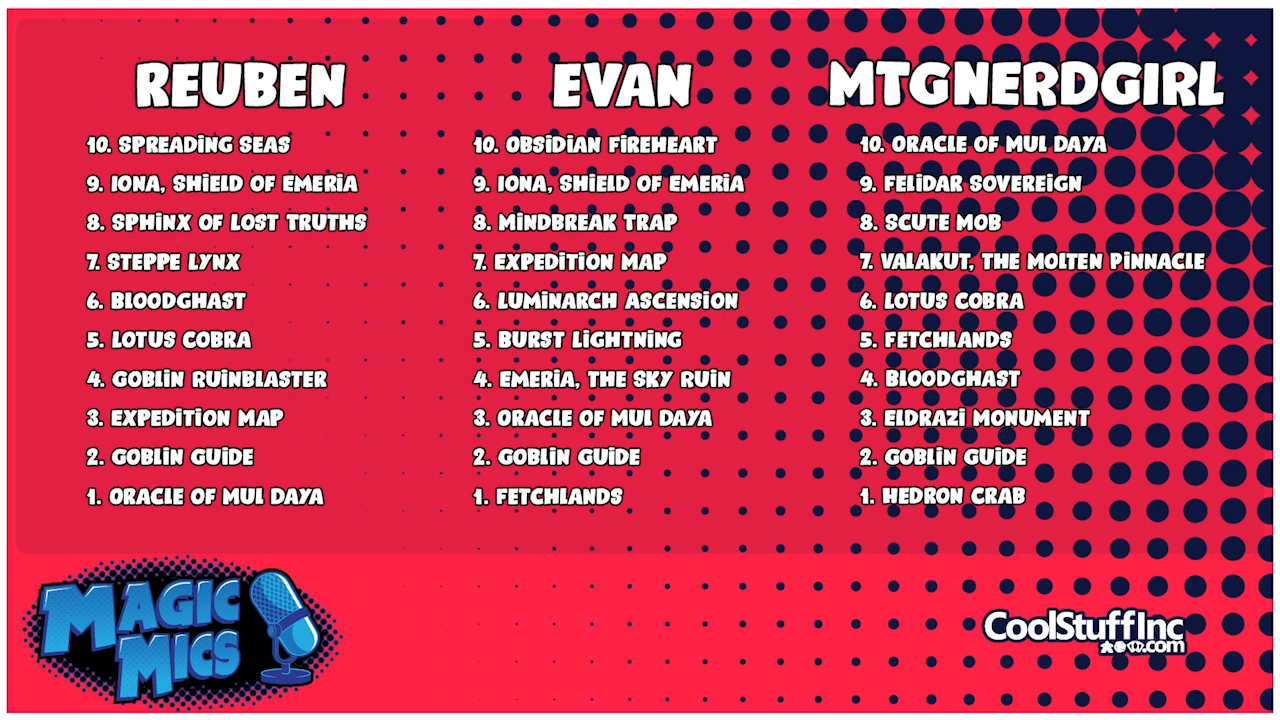 REUBEN
10. SPREADING SEAS
9. IONA, SHIELD OF EMERIA
8. SPHINX OF LOST TRUTHS
7. STEPPE LYNX
6. BLOODGHAST
5. LOTUS COBRA
4. GOBLIN RUINBLASTER
3. EXPEDITION MAP
2. GOBLIN GUIDE
1. ORACLE OF MUL DAYA
EVAN
10. OBSIDIAN FIREHEART
9. IONA, SHIELD OF EMERIA
8. MINDBREAK TRAP
7. EXPEDITION MAP
6. LUMINARCH ASCENSION
5. BURST LIGHTNING
4. EMERIA, THE SKY RUIN
3. ORACLE OF MUL DAYA
2. GOBLIN GUIDE
1. FETCHLANDS
MTGNERDGIRL
10. ORACLE OF MUL DAYA
9. FELIDAR SOVEREIGN
8. SCUTE MOB
7. VALAKUT, THE MOLTEN PINNACLE
6. LOTUS COBRA
5. FETCHLANDS
4. BLOODGHAST
3. ELDRAZI MONUMENT
2. GOBLIN GUIDE
1. HEDRON CRAB
MAGIC
MICS
CoolStuffInc
.com